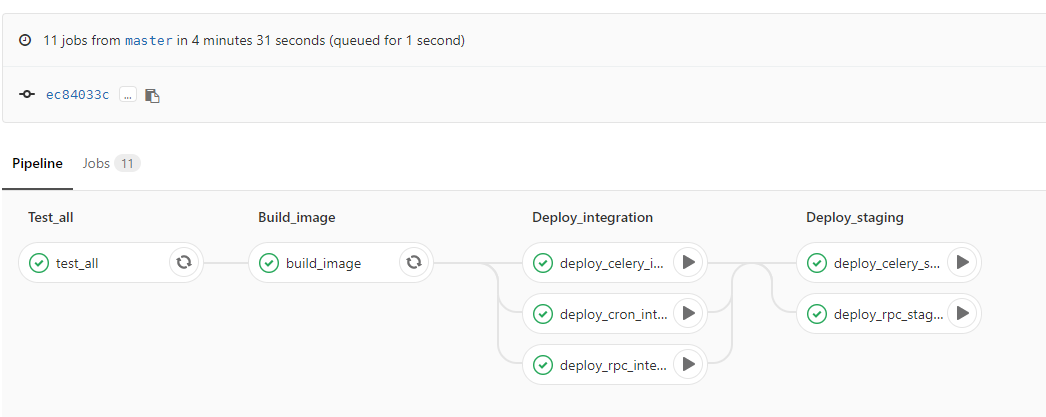 11 jobs from master in 4 minutes 31 seconds (queued for 1 second)
ec84033c ...
Pipeline Jobs 11
Test_all Build_image Deploy_integration Deploy_staging
test_all build_image deploy_celery_i... deploy_celery_s...
deploy_cron_int... deploy_rpc_stag...
deploy_rpc_inte...